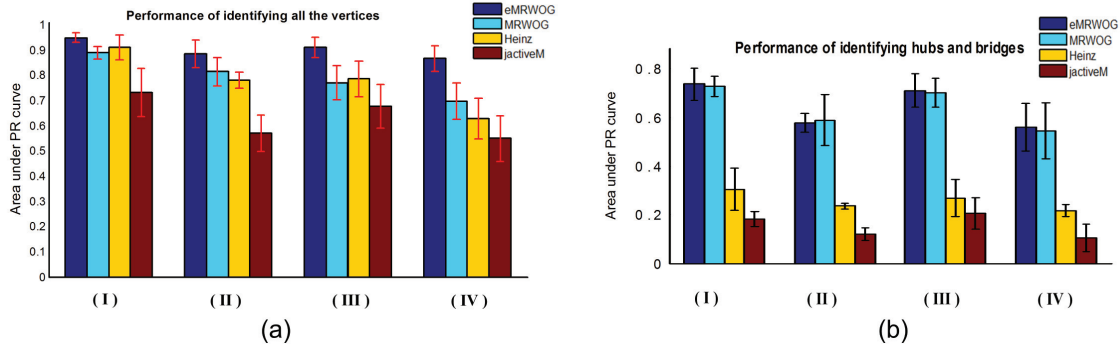 Performance of identifying all the vertices
eMRWOG
MRWOG
Heinz
jactiveM
Area under PR curve
1
0.9
0.8
0.7
0.6
0.5
0.4
0.3
0.2
0.1
0
( I )
( II )
( III )
( IV )
(a)
Performance of identifying hubs and bridges
eMRWOG
MRWOG
Heinz
jactiveM
Area under PR curve
0.8
0.6
0.4
0.2
0
( I )
( II )
( III )
( IV )
(b)